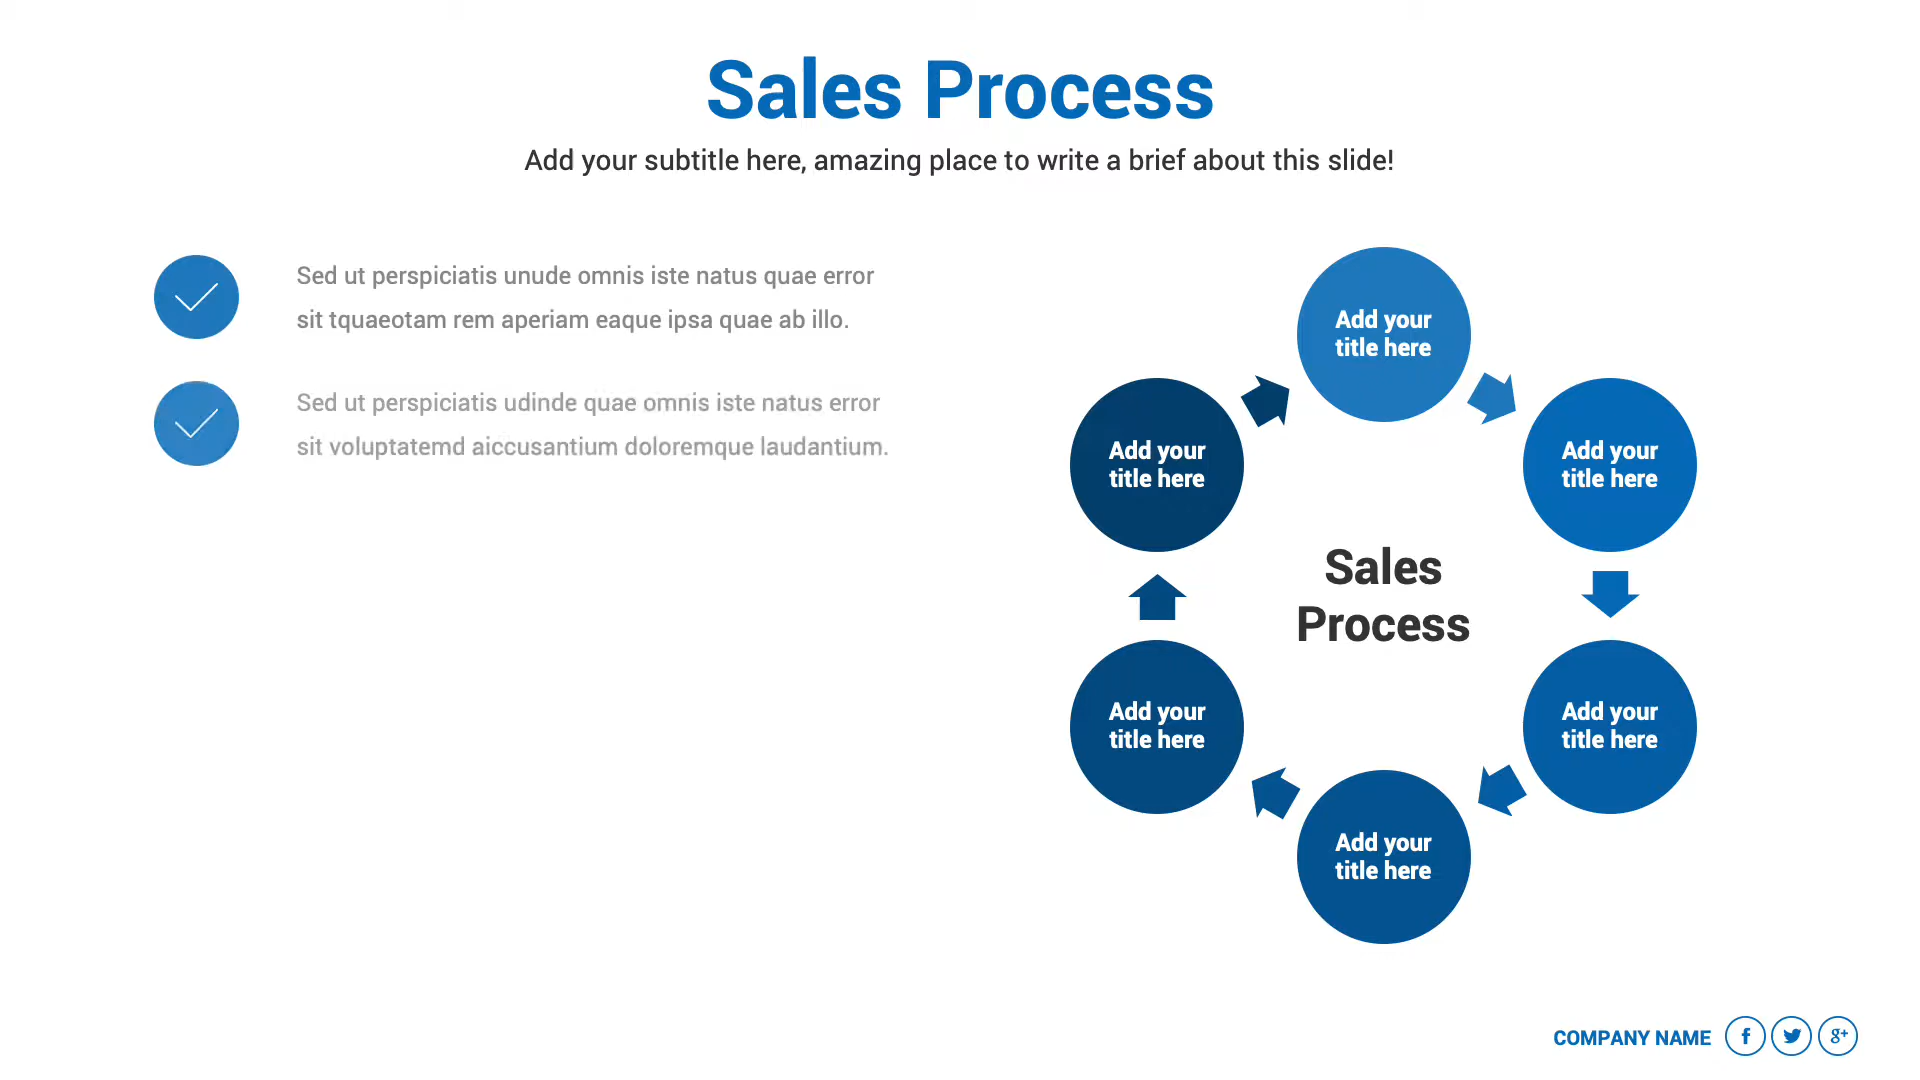 Sales Process
Add your subtitle here, amazing place to write a brief about this slide!
Sed ut perspiciatis unude omnis iste natus quae error
sit tquaeotam rem aperiam eaque ipsa quae ab illo.
Sed ut perspiciatis udinde quae omnis iste natus error
sit voluptatemd aiccusantium doloremque laudantium.
Add your
title here
Add your
title here
Add your
title here
Add your
title here
Add your
title here
Add your
title here
Sales
Process
COMPANY NAME
f
g+